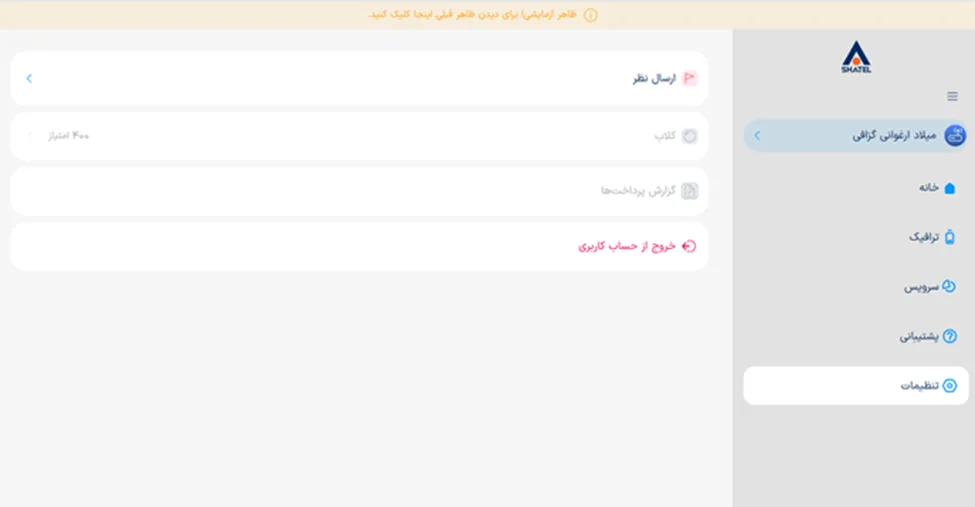 ظاهر آزمایشی! برای دیدن ظاهر قبلی اینجا کلیک کنید.
SHATEL
میلاد ارغوانی گزافی
خانه
ترافیک
سرویس
پشتیبانی
تنظیمات
ارسال نظر
کلاب
۴۰۰ امتیاز
گزارش پرداخت‌ها
خروج از حساب کاربری